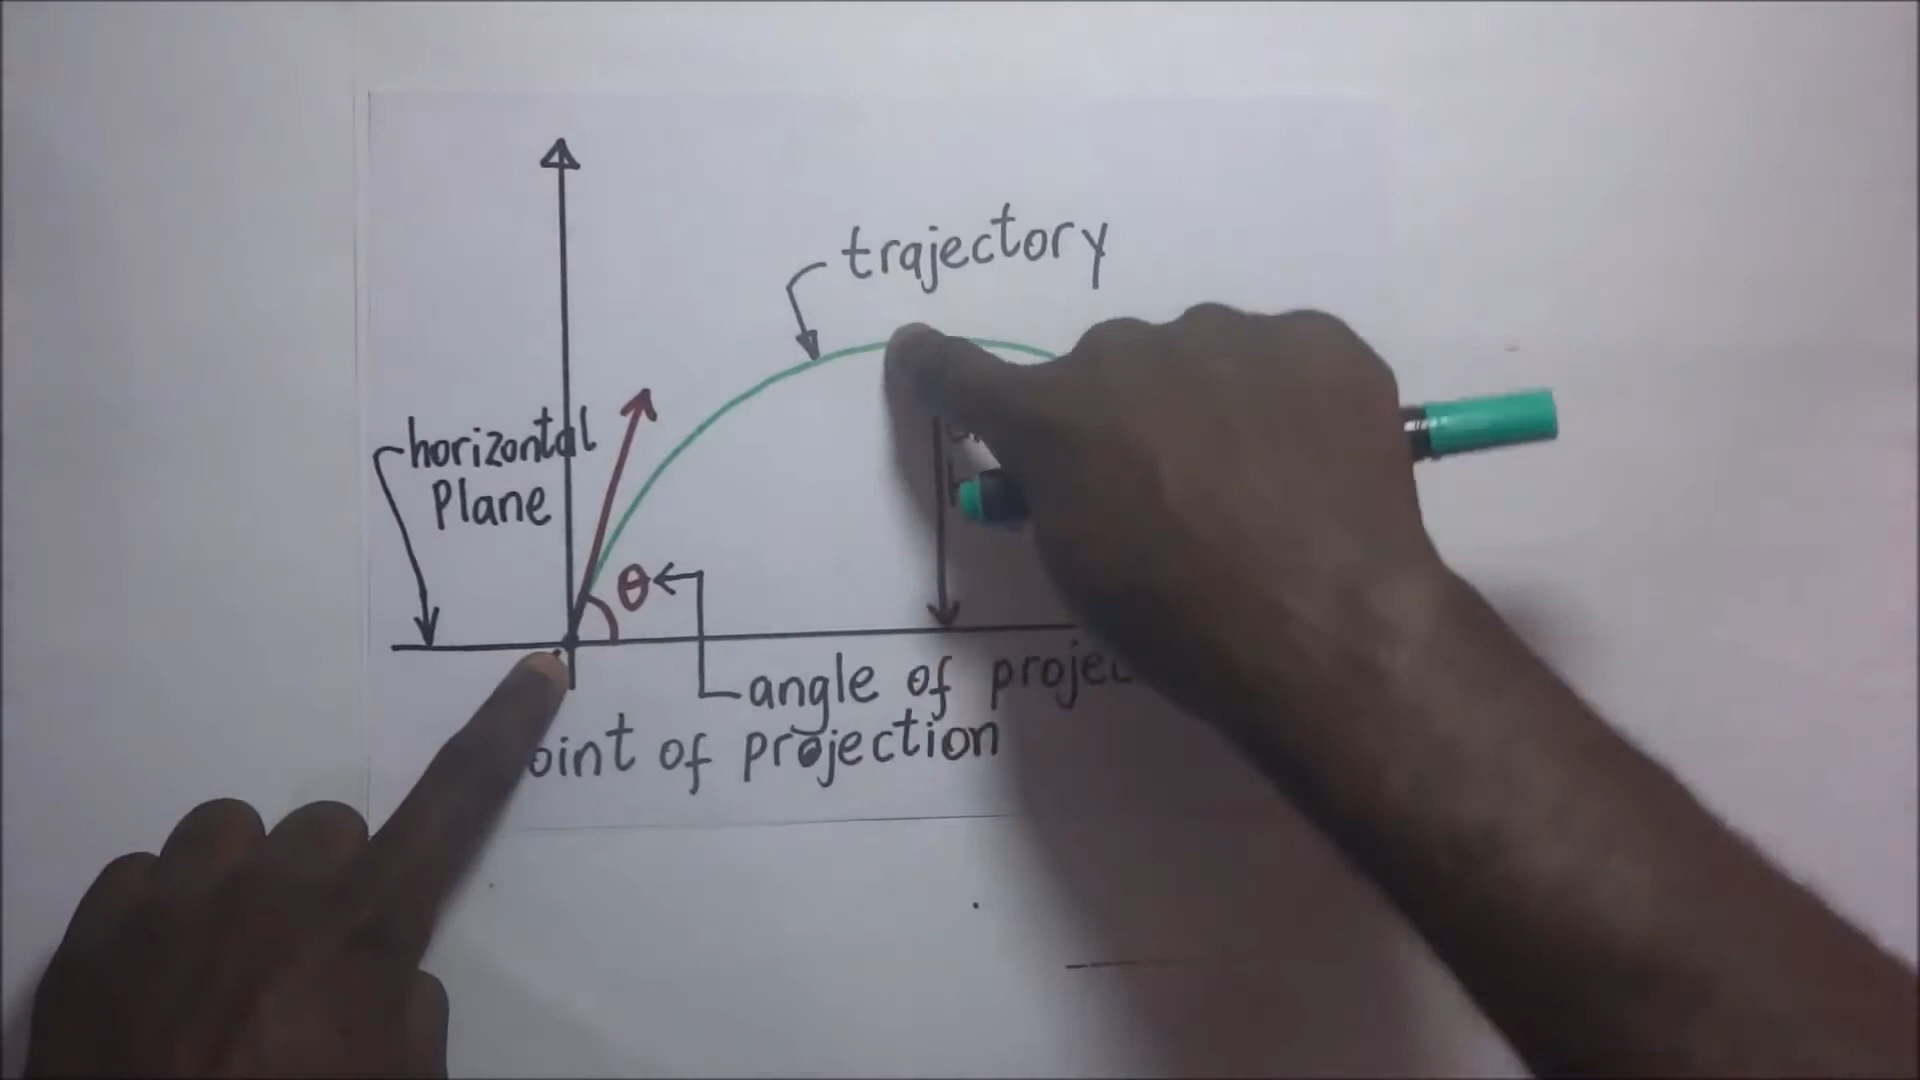 trajectory
horizontal
Plane
θ
angle of projec
oint of projection